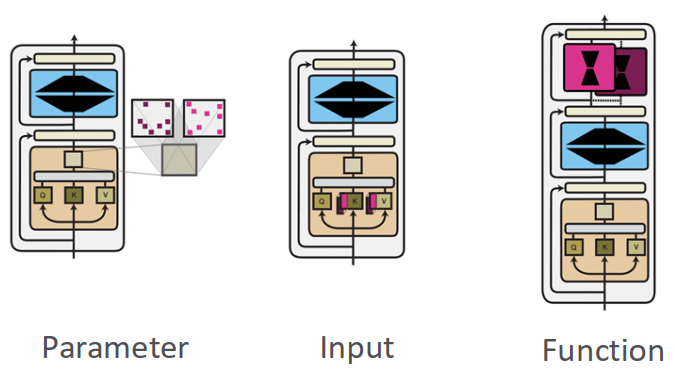 Q K V
Q K V
Q K V
Parameter
Input
Function